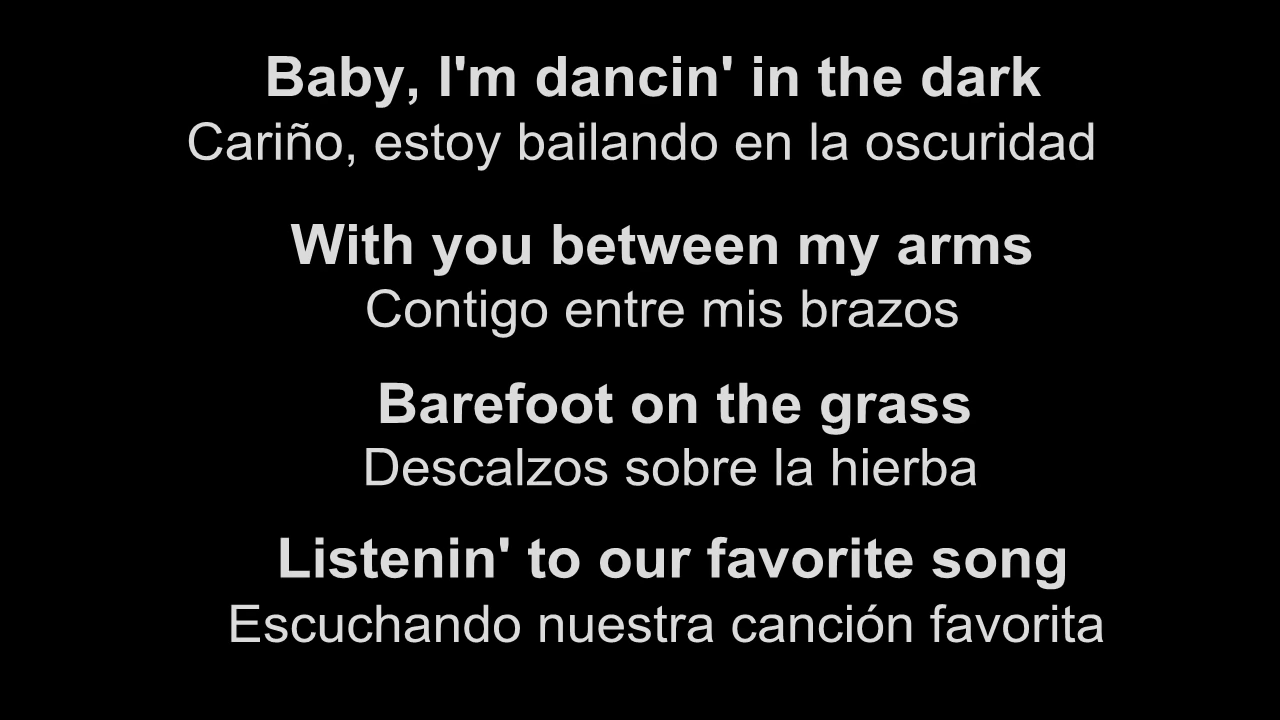 Baby, I'm dancin' in the dark
Cariño, estoy bailando en la oscuridad
With you between my arms
Contigo entre mis brazos
Barefoot on the grass
Descalzos sobre la hierba
Listenin' to our favorite song
Escuchando nuestra canción favorita